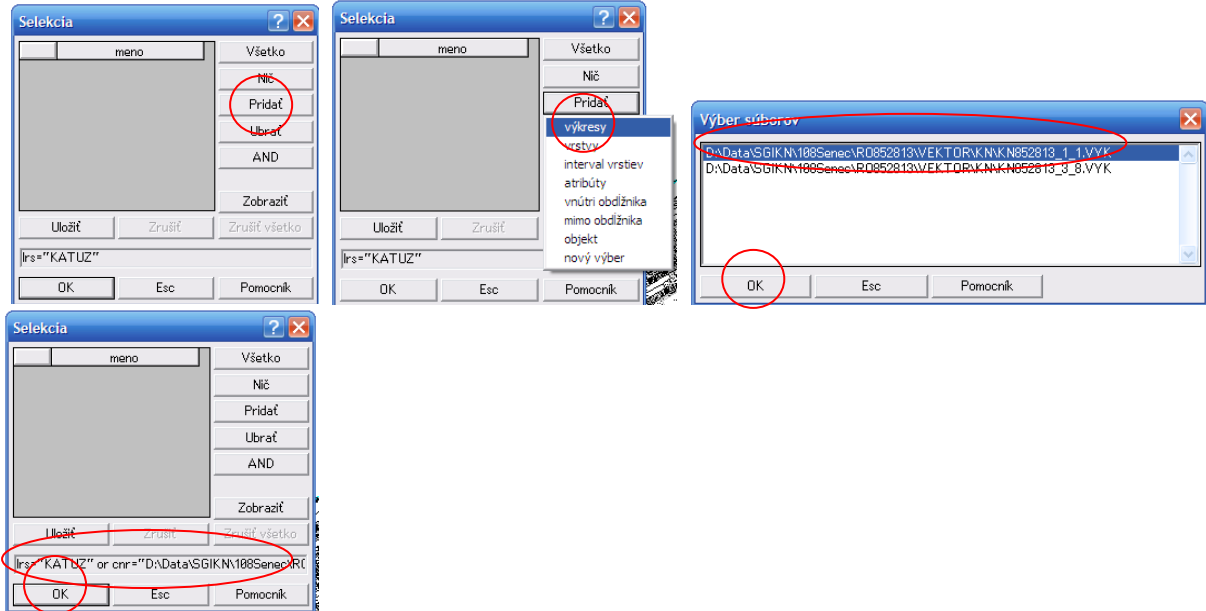 Selekcia
meno
Všetko
Nič
Pridať
Ubrať
AND
Zobraziť
Uložiť Zrušiť Zrušiť všetko
lrs="KATUZ"
OK Esc Pomocník
Selekcia
meno
Všetko
Nič
Pridať
výkresy
vrstvy
interval vrstiev
atribúty
vnútri obdĺžnika
mimo obdĺžnika
objekt
nový výber
Uložiť Zrušiť
lrs="KATUZ"
OK Esc Pomocník
Výber súborov
D:\Data\SGIKN\108Senec\RO852813\VEKTOR\KN\KN852813_1_1.VYK
D:\Data\SGIKN\108Senec\RO852813\VEKTOR\KN\KN852813_3_8.VYK
OK Esc Pomocník
Selekcia
meno
Všetko
Nič
Pridať
Ubrať
AND
Zobraziť
Uložiť Zrušiť Zrušiť všetko
lrs="KATUZ" or cnr="D:\Data\SGIKN\108Senec\RO
OK Esc Pomocník